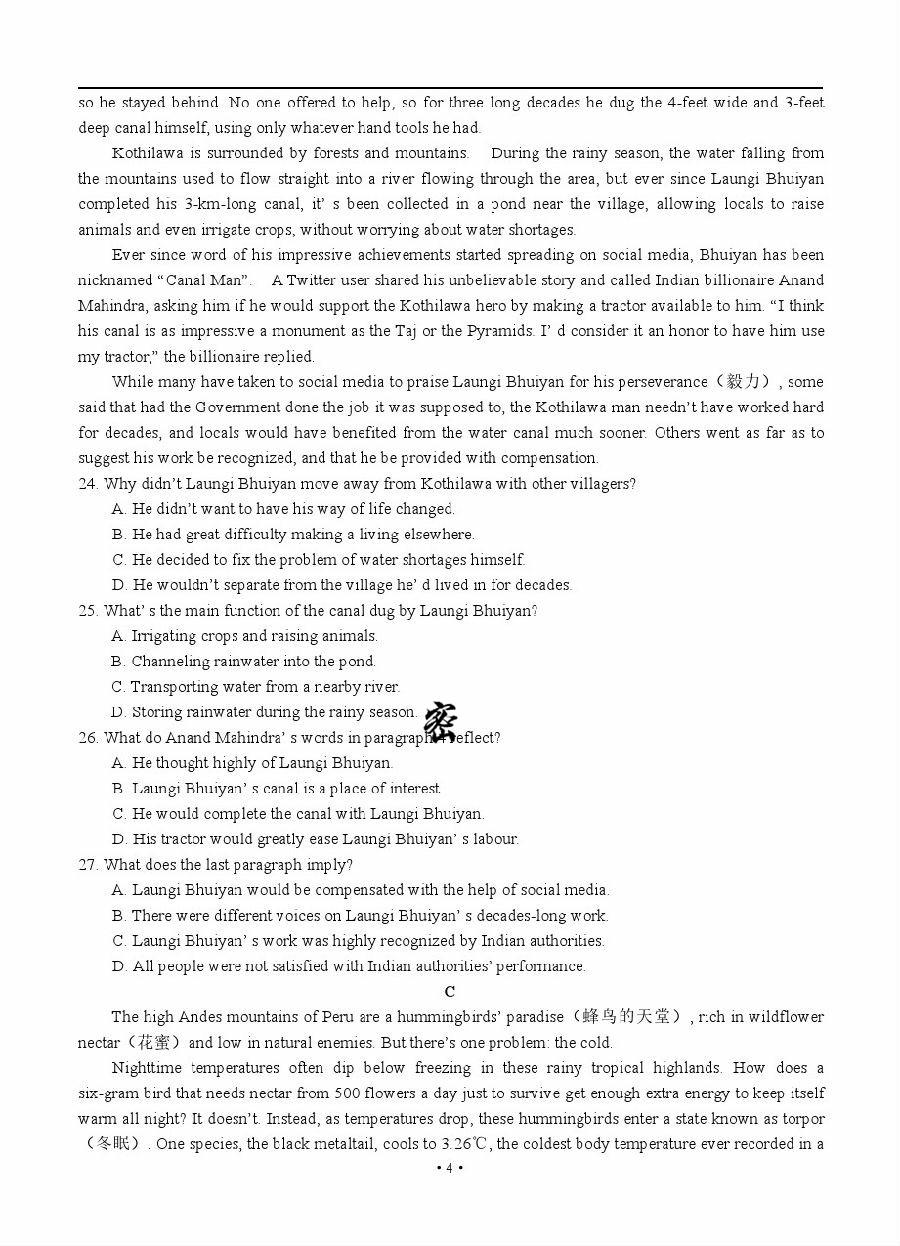 so he stayed behind. No one offered to help, so for three long decades he dug the 4-feet wide and 3-feet
deep canal himself, using only whatever hand tools he had.
Kothilawa is surrounded by forests and mountains. During the rainy season, the water falling from
the mountains used to flow straight into a river flowing through the area, but ever since Laungi Bhuiyan
completed his 3-km-long canal, it' s been collected in a pond near the village, allowing locals to raise
animals and even irrigate crops, without worrying about water shortages.
Ever since word of his impressive achievements started spreading on social media, Bhuiyan has been
nicknamed “Canal Man”. A Twitter user shared his unbelievable story and called Indian billionaire Anand
Mahindra, asking him if he would support the Kothilawa hero by making a tractor available to him. “I think
his canal is as impressive a monument as the Taj or the Pyramids. I' d consider it an honor to have him use
my tractor,” the billionaire replied.
While many have taken to social media to praise Laungi Bhuiyan for his perseverance（毅力）, some
said that had the Government done the job it was supposed to, the Kothilawa man needn't have worked hard
for decades, and locals would have benefited from the water canal much sooner. Others went as far as to
suggest his work be recognized, and that he be provided with compensation.
24. Why didn't Laungi Bhuiyan move away from Kothilawa with other villagers?
A. He didn't want to have his way of life changed.
B. He had great difficulty making a living elsewhere.
C. He decided to fix the problem of water shortages himself.
D. He wouldn't separate from the village he' d lived in for decades.
25. What' s the main function of the canal dug by Laungi Bhuiyan?
A. Irrigating crops and raising animals.
B. Channeling rainwater into the pond.
C. Transporting water from a nearby river.
D. Storing rainwater during the rainy season.
密
26. What do Anand Mahindra' s words in paragraph 4 reflect?
A. He thought highly of Laungi Bhuiyan.
B. Laungi Bhuiyan' s canal is a place of interest.
C. He would complete the canal with Laungi Bhuiyan.
D. His tractor would greatly ease Laungi Bhuiyan' s labour.
27. What does the last paragraph imply?
A. Laungi Bhuiyan would be compensated with the help of social media.
B. There were different voices on Laungi Bhuiyan' s decades-long work.
C. Laungi Bhuiyan' s work was highly recognized by Indian authorities.
D. All people were not satisfied with Indian authorities' performance.
C
The high Andes mountains of Peru are a hummingbirds' paradise（蜂鸟的天堂）, rich in wildflower
nectar（花蜜）and low in natural enemies. But there's one problem: the cold.
Nighttime temperatures often dip below freezing in these rainy tropical highlands. How does a
six-gram bird that needs nectar from 500 flowers a day just to survive get enough extra energy to keep itself
warm all night? It doesn't. Instead, as temperatures drop, these hummingbirds enter a state known as torpor
（冬眠）. One species, the black metaltail, cools to 3.26℃, the coldest body temperature ever recorded in a
• 4 •